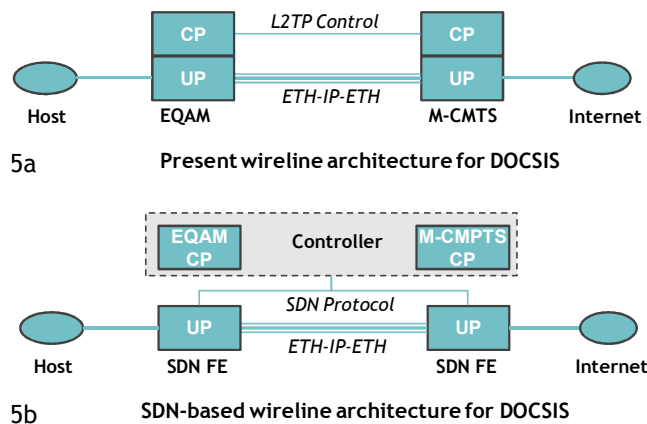 L2TP Control
CP
CP
UP
UP
ETH-IP-ETH
Host
EQAM
M-CMTS
Internet
5a
Present wireline architecture for DOCSIS
EQAM
CP
Controller
M-CMPTS
CP
SDN Protocol
UP
UP
ETH-IP-ETH
Host
SDN FE
SDN FE
Internet
5b
SDN-based wireline architecture for DOCSIS